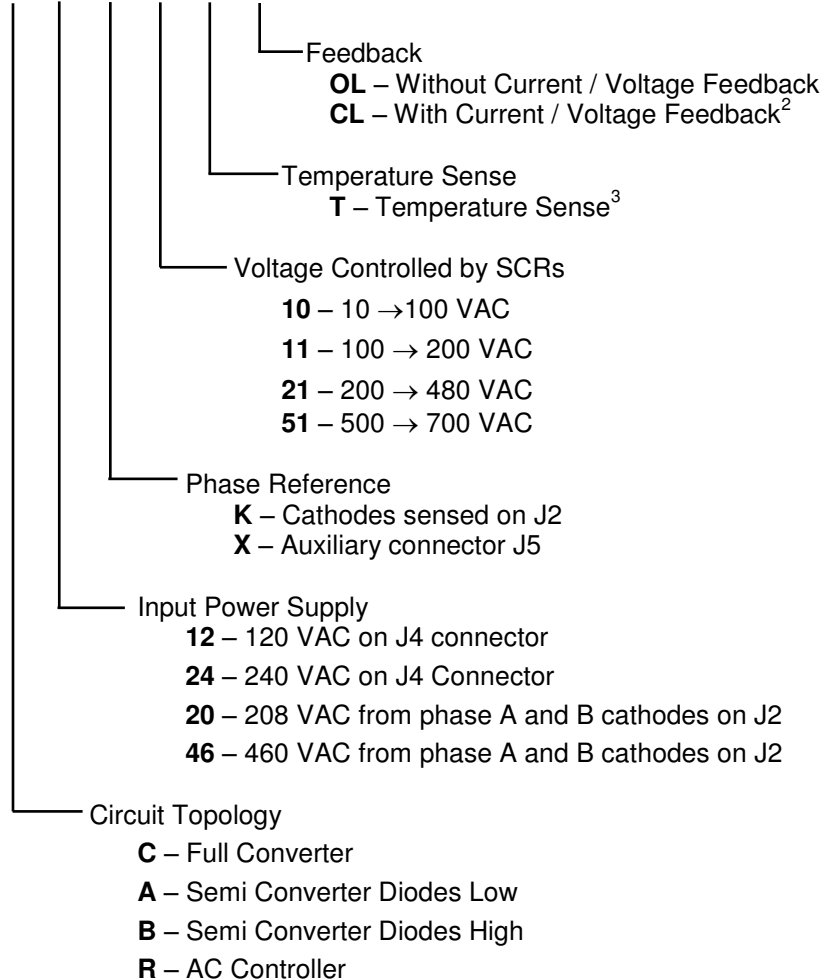 Feedback
OL – Without Current / Voltage Feedback
CL – With Current / Voltage Feedback2
Temperature Sense
T – Temperature Sense3
Voltage Controlled by SCRs
10 – 10 →100 VAC
11 – 100 → 200 VAC
21 – 200 → 480 VAC
51 – 500 → 700 VAC
Phase Reference
K – Cathodes sensed on J2
X – Auxiliary connector J5
Input Power Supply
12 – 120 VAC on J4 connector
24 – 240 VAC on J4 Connector
20 – 208 VAC from phase A and B cathodes on J2
46 – 460 VAC from phase A and B cathodes on J2
Circuit Topology
C – Full Converter
A – Semi Converter Diodes Low
B – Semi Converter Diodes High
R – AC Controller